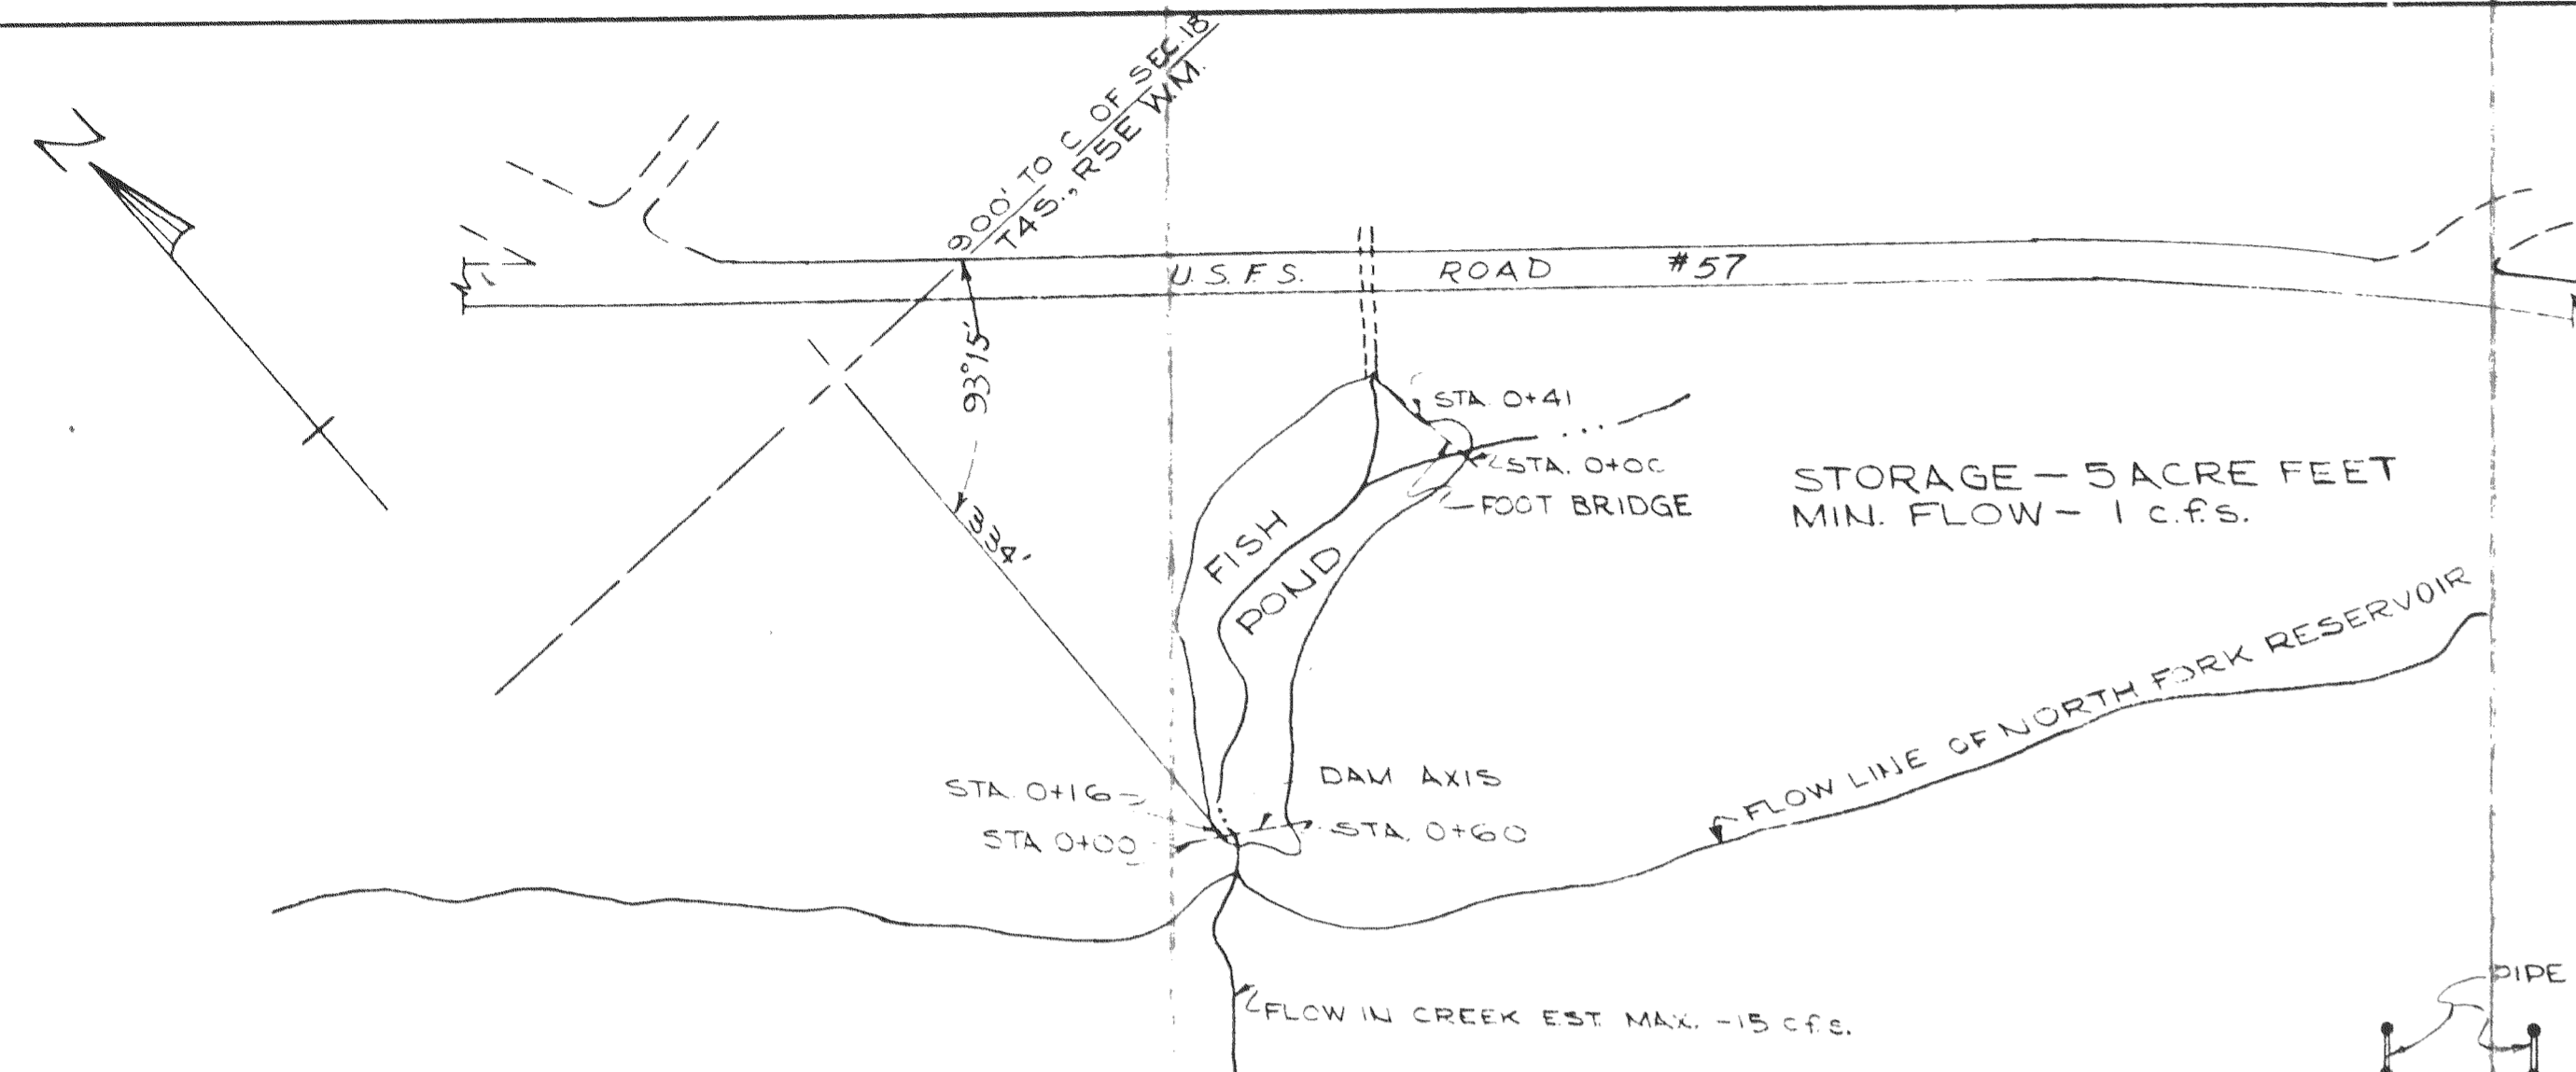 N
900' TO C OF SEC. 18
T4S., R5E W.M.
U.S.F.S. ROAD #57
93°15'
STA. 0+41
STA. 0+00
FOOT BRIDGE
STORAGE — 5 ACRE FEET
MIN. FLOW — 1 c.f.s.
334'
FISH
POND
FLOW LINE OF NORTH FORK RESERVOIR
DAM AXIS
STA. 0+16
STA. 0+60
STA 0+00
PIPE
FLOW IN CREEK EST. MAX. -15 c.f.s.